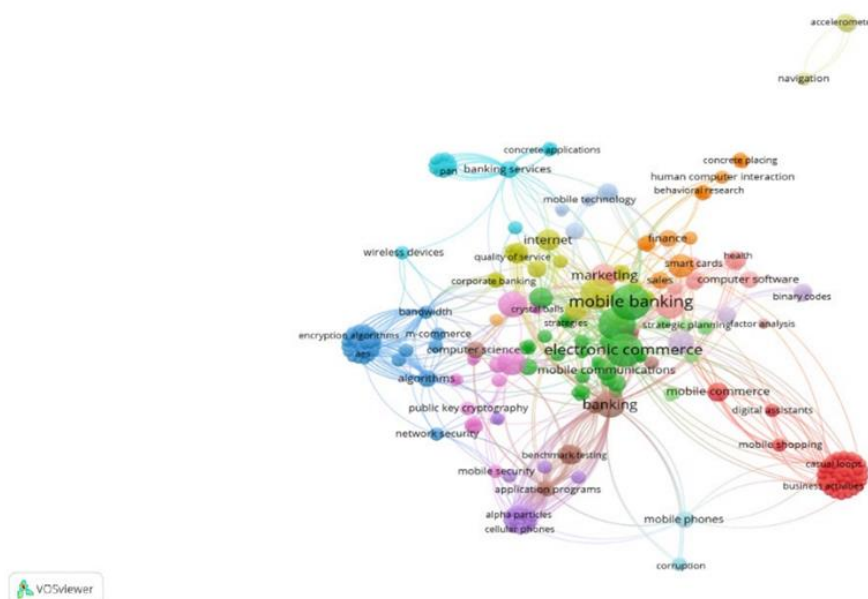 acceleromete
navigation
concrete applications
concrete placing
pan
banking services
human computer interaction
behavioral research
mobile technology
internet
finance
wireless devices
quality of service
health
smart cards
marketing
corporate banking
sales
computer software
mobile banking
binary codes
crystal balls
bandwidth
strategies
strategic planning
factor analysis
encryption algorithms
m-commerce
computer science
electronic commerce
algorithms
mobile communications
mobile commerce
public key cryptography
banking
digital assistants
network security
mobile shopping
benchmark testing
casual loops
mobile security
application programs
business activities
alpha particles
cellular phones
mobile phones
corruption
VOSviewer